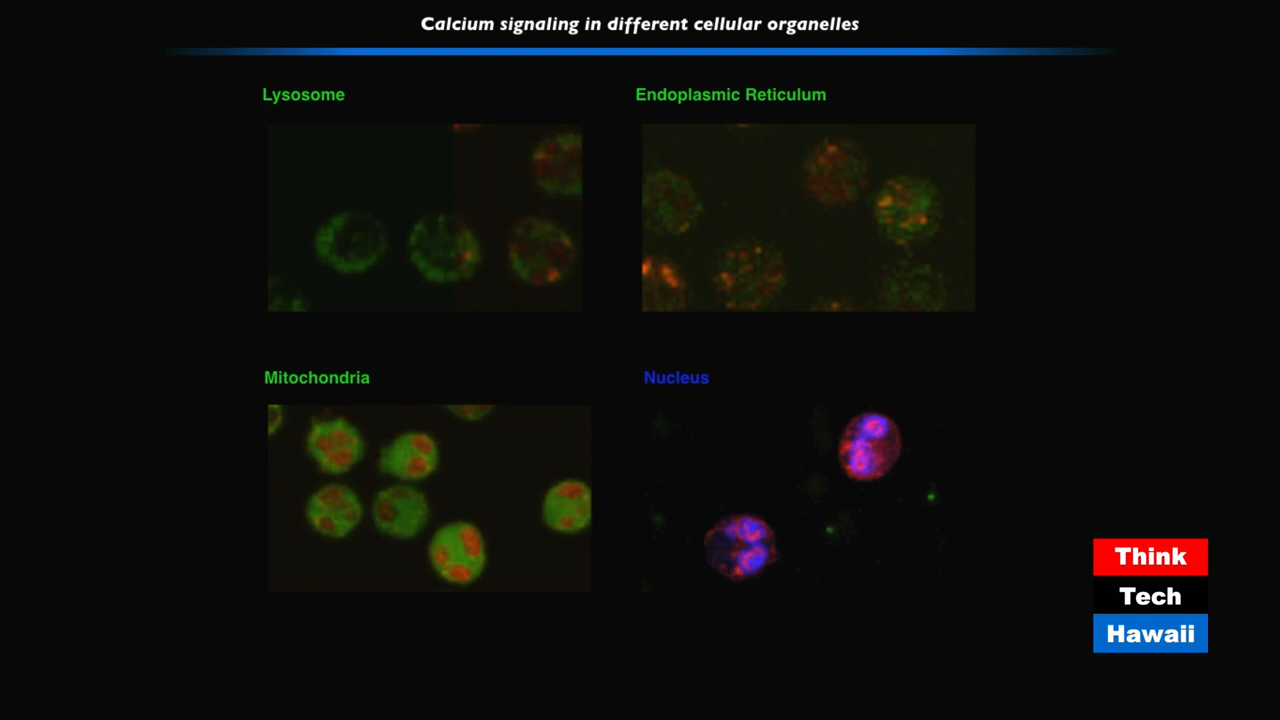 Calcium signaling in different cellular organelles
Lysosome
Endoplasmic Reticulum
Mitochondria
Nucleus
Think
Tech
Hawaii